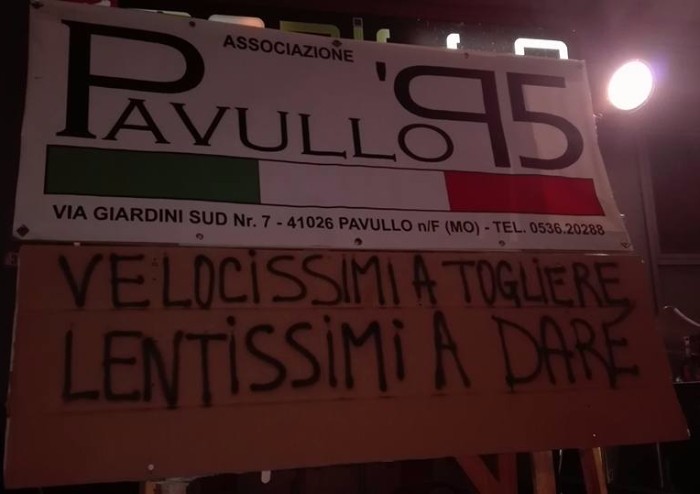 ASSOCIAZIONE
PAVULLO '95
VIA GIARDINI SUD Nr. 7 - 41026 PAVULLO n/F (MO) - TEL. 0536.20288
VELOCISSIMI A TOGLIERE
LENTISSIMI A DARE